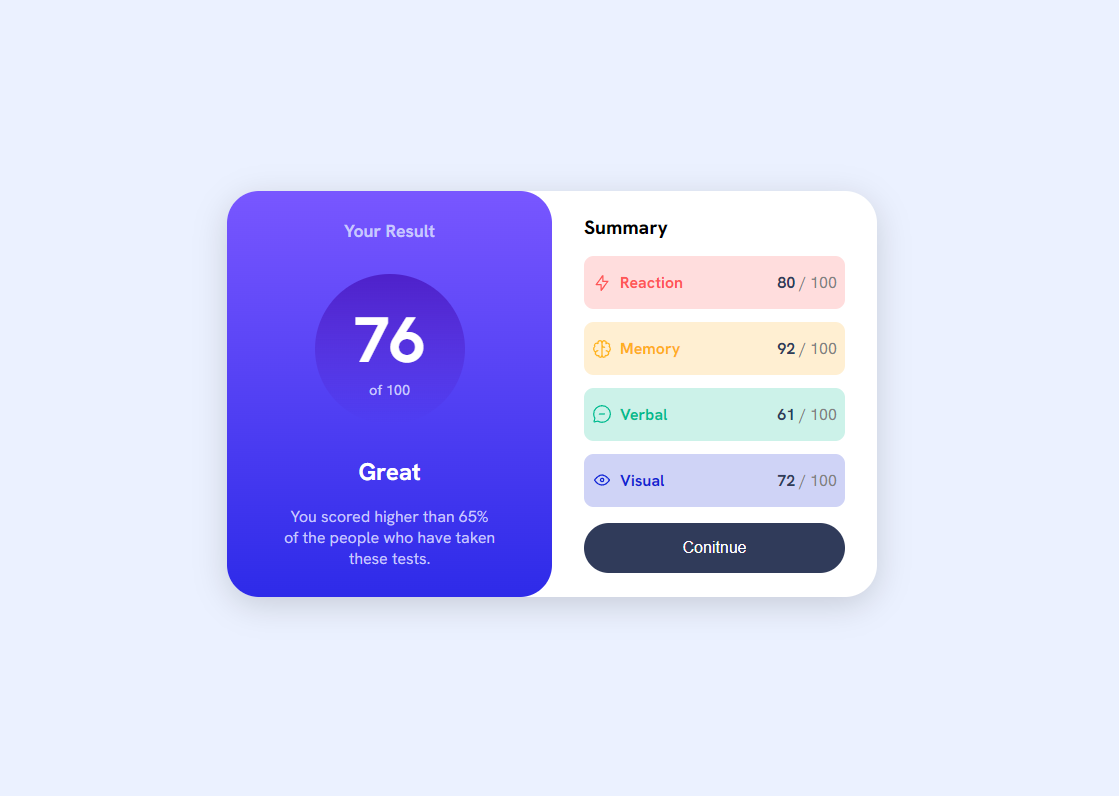 Your Result
76
of 100
Great
You scored higher than 65%
of the people who have taken
these tests.
Summary
Reaction 80 / 100
Memory 92 / 100
Verbal 61 / 100
Visual 72 / 100
Conitnue